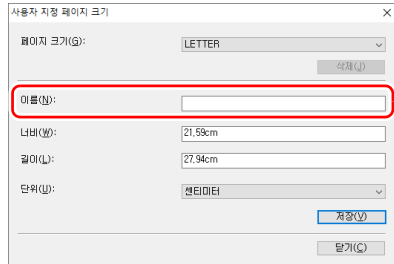 사용자 지정 페이지 크기
페이지 크기(G):
LETTER
삭제(J)
이름(N):
너비(W):
21,59cm
길이(L):
27,94cm
단위(U):
센티미터
저장(V)
닫기(C)